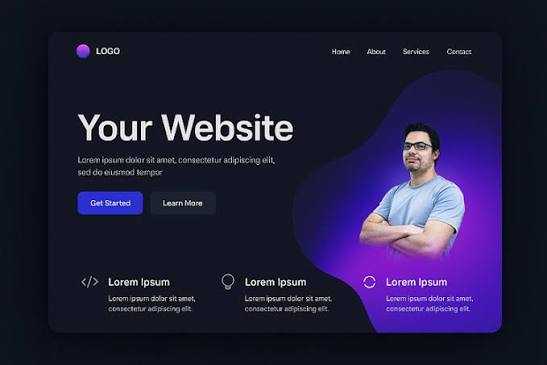 LOGO
Home About Services Contact
Your Website
Lorem ipsum dolor sit amet, consectetur adipiscing elit,
sed do eiusmod tempor
Get Started Learn More
Lorem Ipsum
Lorem ipsum dolor sit amet,
consectetur adipiscing elit.
Lorem Ipsum
Lorem ipsum dolor sit amet,
consectetur adipiscing elit.
Lorem Ipsum
Lorem ipsum dolor sit amet,
consectetur adipiscing elit.